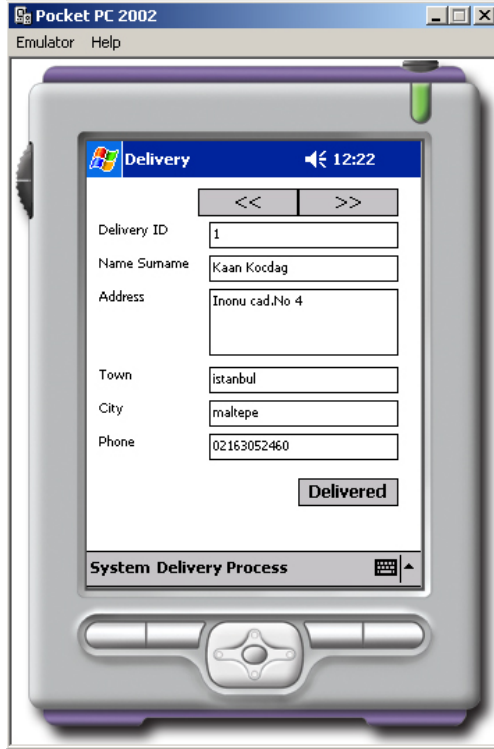 Pocket PC 2002
Emulator Help
Delivery 12:22
<< >>
Delivery ID 1
Name Surname Kaan Kocdag
Address Inonu cad.No 4
Town istanbul
City maltepe
Phone 02163052460
Delivered
System Delivery Process